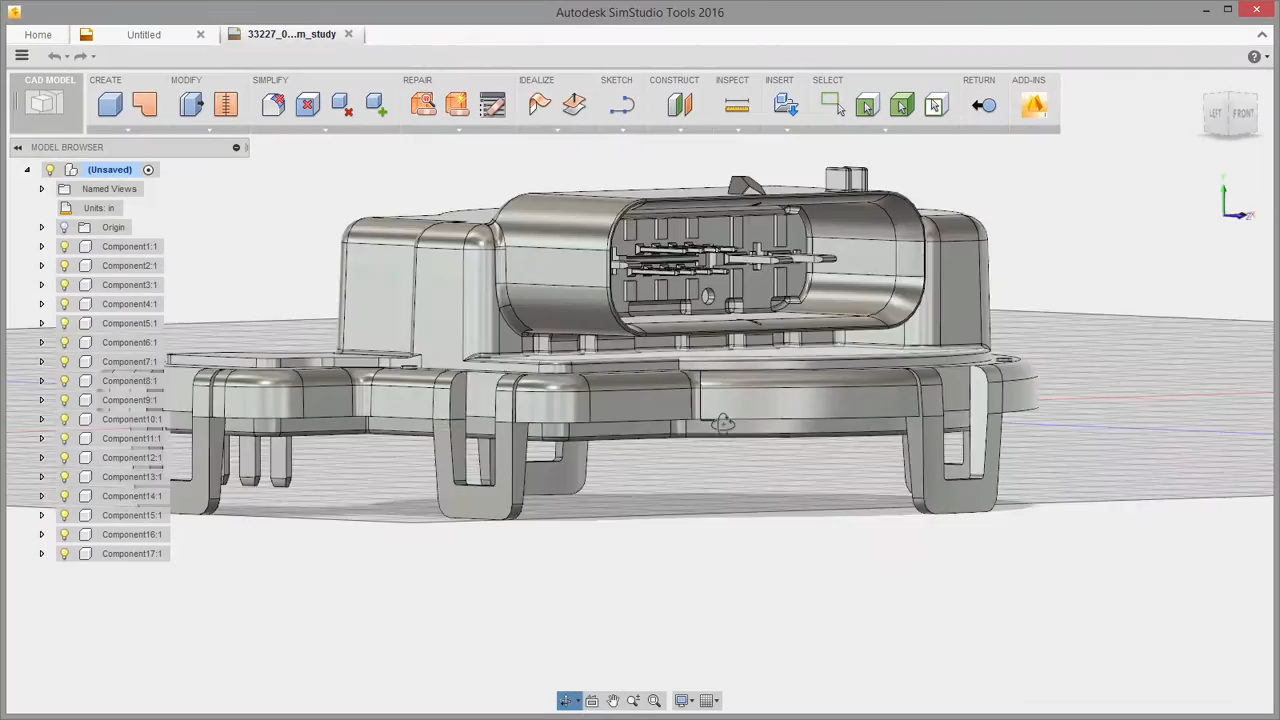 Autodesk SimStudio Tools 2016
Home
Untitled
33227_0...m_study
CAD MODEL
CREATE
MODIFY
SIMPLIFY
REPAIR
IDEALIZE
SKETCH
CONSTRUCT
INSPECT
INSERT
SELECT
RETURN
ADD-INS
LEFT
FRONT
MODEL BROWSER
(Unsaved)
Named Views
Units: in
Origin
Component1:1
Component2:1
Component3:1
Component4:1
Component5:1
Component6:1
Component7:1
Component8:1
Component9:1
Component10:1
Component11:1
Component12:1
Component13:1
Component14:1
Component15:1
Component16:1
Component17:1